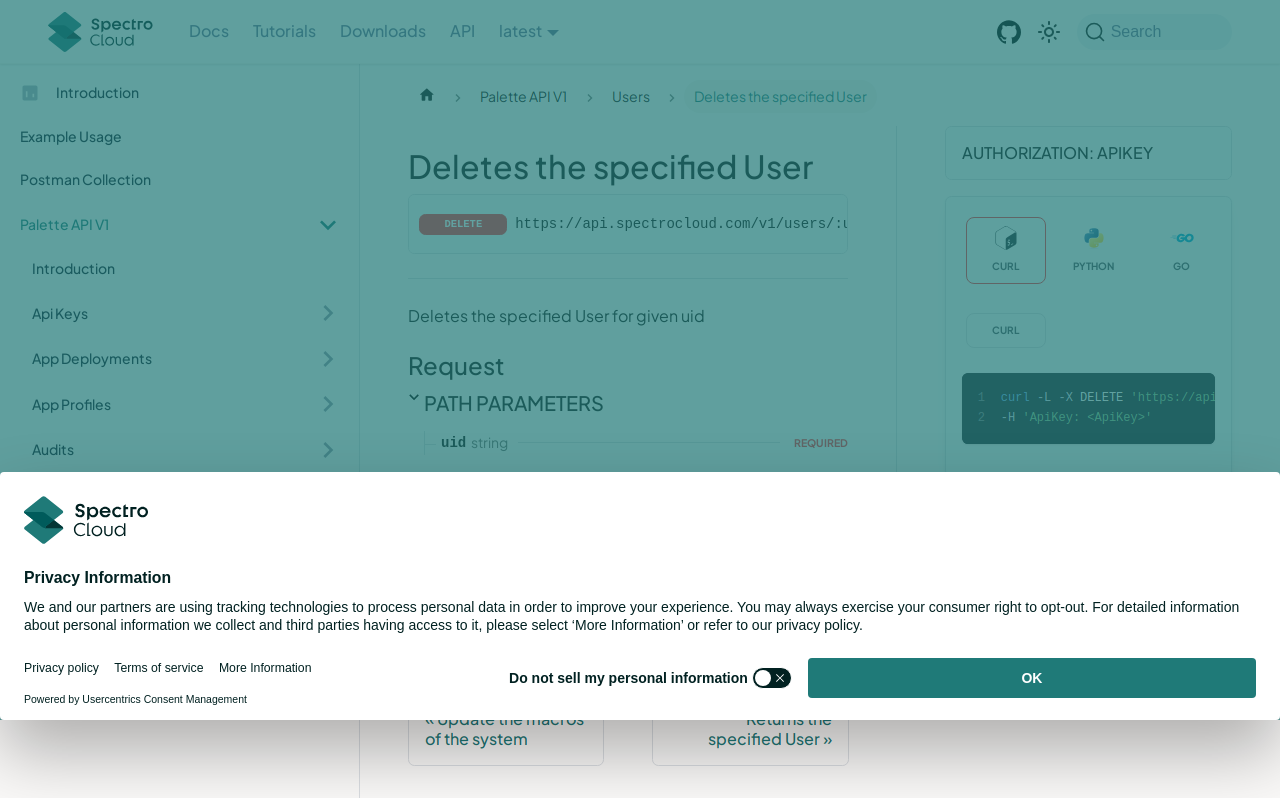 Spectro Cloud
Docs
Tutorials
Downloads
API
latest
Search
Introduction
Example Usage
Postman Collection
Palette API V1
Introduction
Api Keys
App Deployments
App Profiles
Audits
Palette API V1
Users
Deletes the specified User
Deletes the specified User
DELETE https://api.spectrocloud.com/v1/users/:u
Deletes the specified User for given uid
Request
PATH PARAMETERS
uid string REQUIRED
AUTHORIZATION: APIKEY
CURL
PYTHON
GO
CURL
1 curl -L -X DELETE 'https://api
2 -H 'ApiKey: <ApiKey>'
Spectro
Cloud
Privacy Information
We and our partners are using tracking technologies to process personal data in order to improve your experience. You may always exercise your consumer right to opt-out. For detailed information
about personal information we collect and third parties having access to it, please select ‘More Information’ or refer to our privacy policy.
Privacy policy
Terms of service
More Information
Do not sell my personal information
OK
Powered by Usercentrics Consent Management
« Update the macros
of the system
Returns the
specified User »